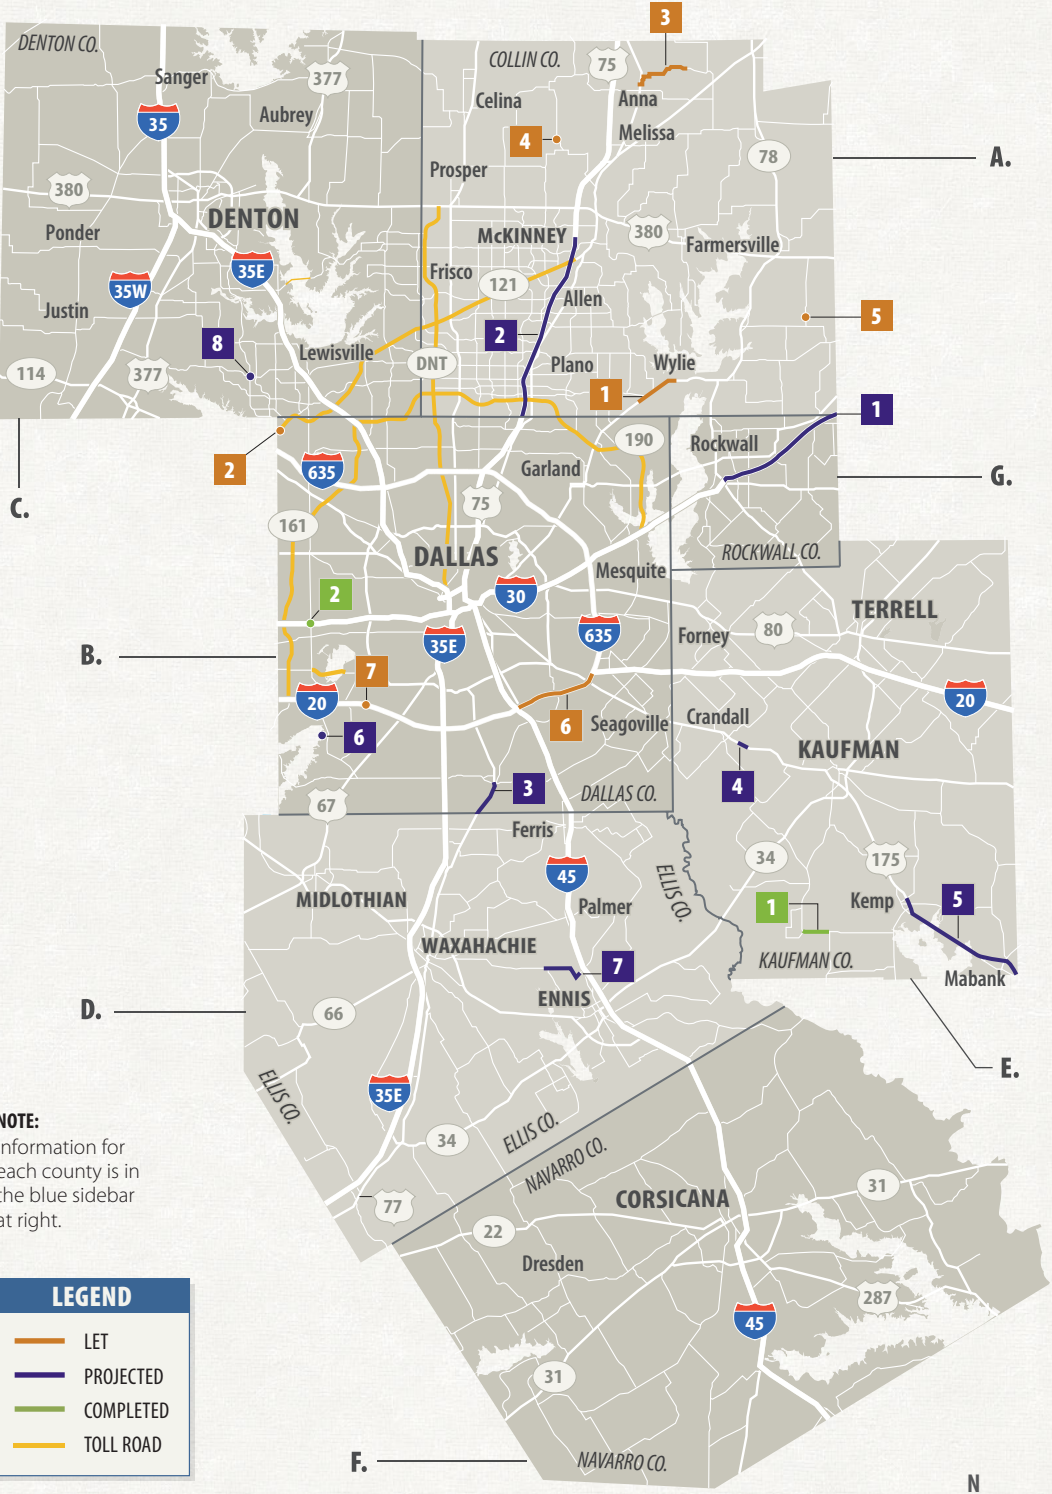 3
DENTON CO.
COLLIN CO.
75
Sanger
377
Celina
Anna
Aubrey
35
4
Melissa
78
A.
Prosper
380
DENTON
Ponder
McKINNEY
380
Farmersville
35E
Frisco
121
35W
Allen
Justin
5
8
2
Lewisville
Plano
Wylie
114
377
DNT
1
1
C.
2
635
Garland
190
Rockwall
G.
75
161
DALLAS
ROCKWALL CO.
Mesquite
2
30
TERRELL
635
Forney
80
B.
35E
7
20
20
6
Seagoville
Crandall
6
KAUFMAN
3
4
DALLAS CO.
67
Ferris
34
175
45
ELLIS CO.
MIDLOTHIAN
Palmer
1
Kemp
5
WAXAHACHIE
7
KAUFMAN CO.
Mabank
ENNIS
D.
66
E.
ELLIS CO.
35E
NOTE:
information for
each county is in
the blue sidebar
at right.
34
ELLIS CO.
NAVARRO CO.
77
CORSICANA
31
22
Dresden
287
45
LEGEND
LET
PROJECTED
COMPLETED
TOLL ROAD
31
F.
NAVARRO CO.
N